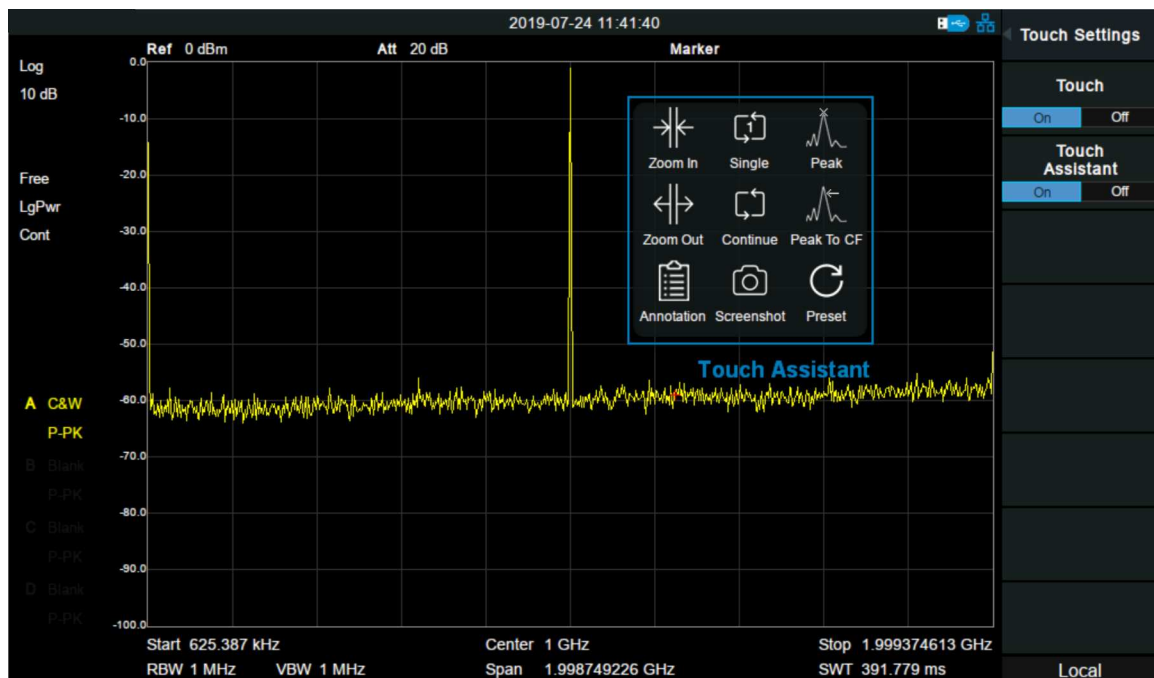 2019-07-24 11:41:40
Touch Settings
Ref 0 dBm Att 20 dB Marker
Log
10 dB
Free
LgPwr
Cont
A C&W
P-PK
B Blank
P-PK
C Blank
P-PK
D Blank
P-PK
0.0
-10.0
-20.0
-30.0
-40.0
-50.0
-60.0
-70.0
-80.0
-90.0
-100.0
1
Zoom In Single Peak
Zoom Out Continue Peak To CF
Annotation Screenshot Preset
Touch Assistant
Touch
On Off
Touch
Assistant
On Off
Start 625.387 kHz Center 1 GHz Stop 1.999374613 GHz
RBW 1 MHz VBW 1 MHz Span 1.998749226 GHz SWT 391.779 ms
Local